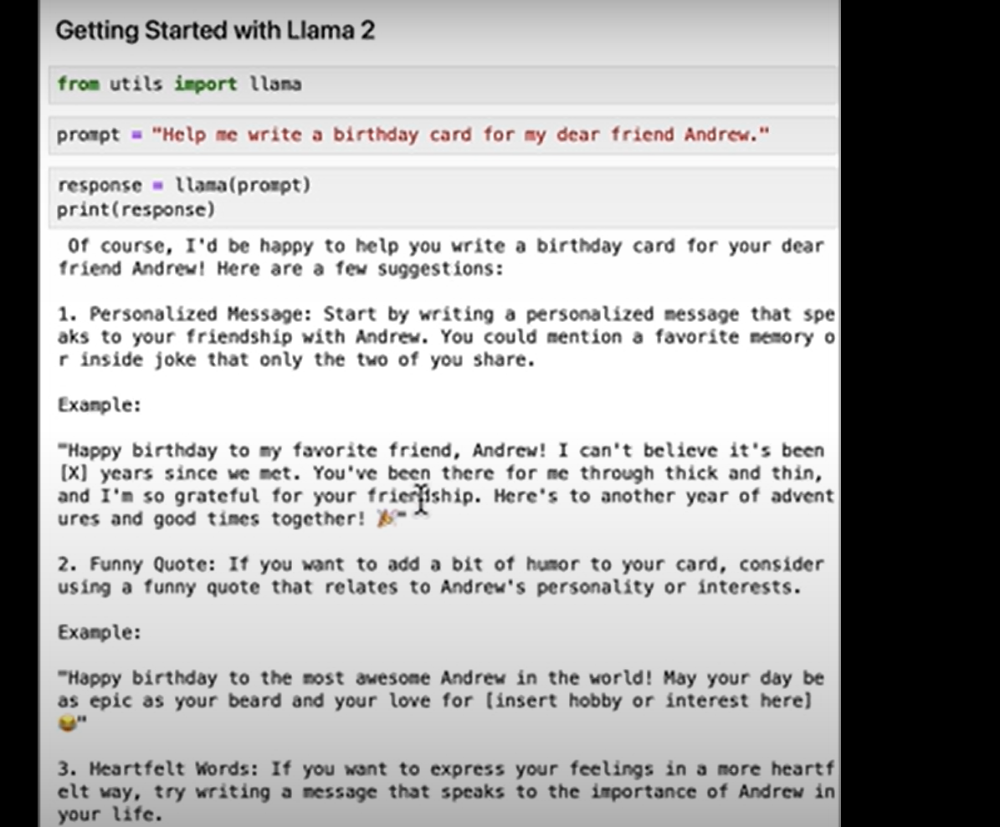 Getting Started with Llama 2
from utils import llama
prompt = "Help me write a birthday card for my dear friend Andrew."
response = llama(prompt)
print(response)
Of course, I'd be happy to help you write a birthday card for your dear
friend Andrew! Here are a few suggestions:
1. Personalized Message: Start by writing a personalized message that spe
aks to your friendship with Andrew. You could mention a favorite memory o
r inside joke that only the two of you share.
Example:
"Happy birthday to my favorite friend, Andrew! I can't believe it's been
[X] years since we met. You've been there for me through thick and thin,
and I'm so grateful for your friendship. Here's to another year of advent
ures and good times together! 🎉"
2. Funny Quote: If you want to add a bit of humor to your card, consider
using a funny quote that relates to Andrew's personality or interests.
Example:
"Happy birthday to the most awesome Andrew in the world! May your day be
as epic as your beard and your love for [insert hobby or interest here]
😂"
3. Heartfelt Words: If you want to express your feelings in a more heartf
elt way, try writing a message that speaks to the importance of Andrew in
your life.